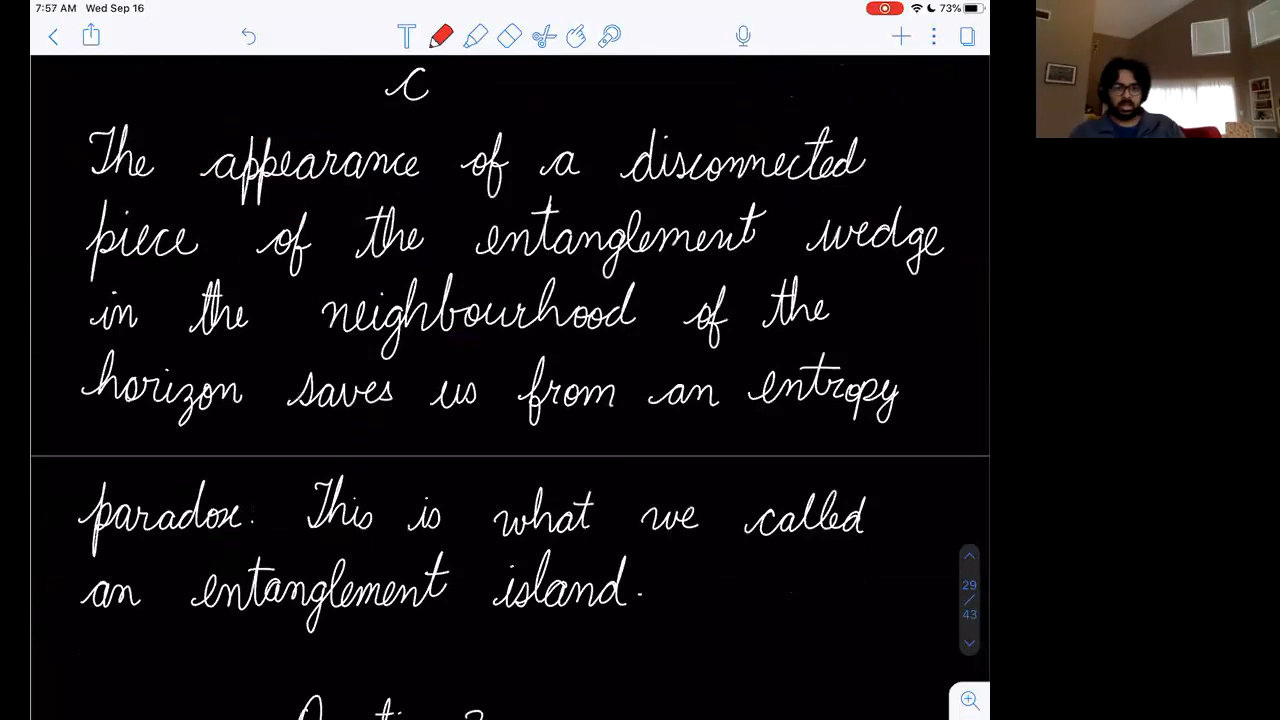 7:57 AM Wed Sep 16
73%
T
c
The appearance of a disconnected
piece of the entanglement wedge
in the neighbourhood of the
horizon saves us from an entropy
paradox. This is what we called
an entanglement island.
29
/
43